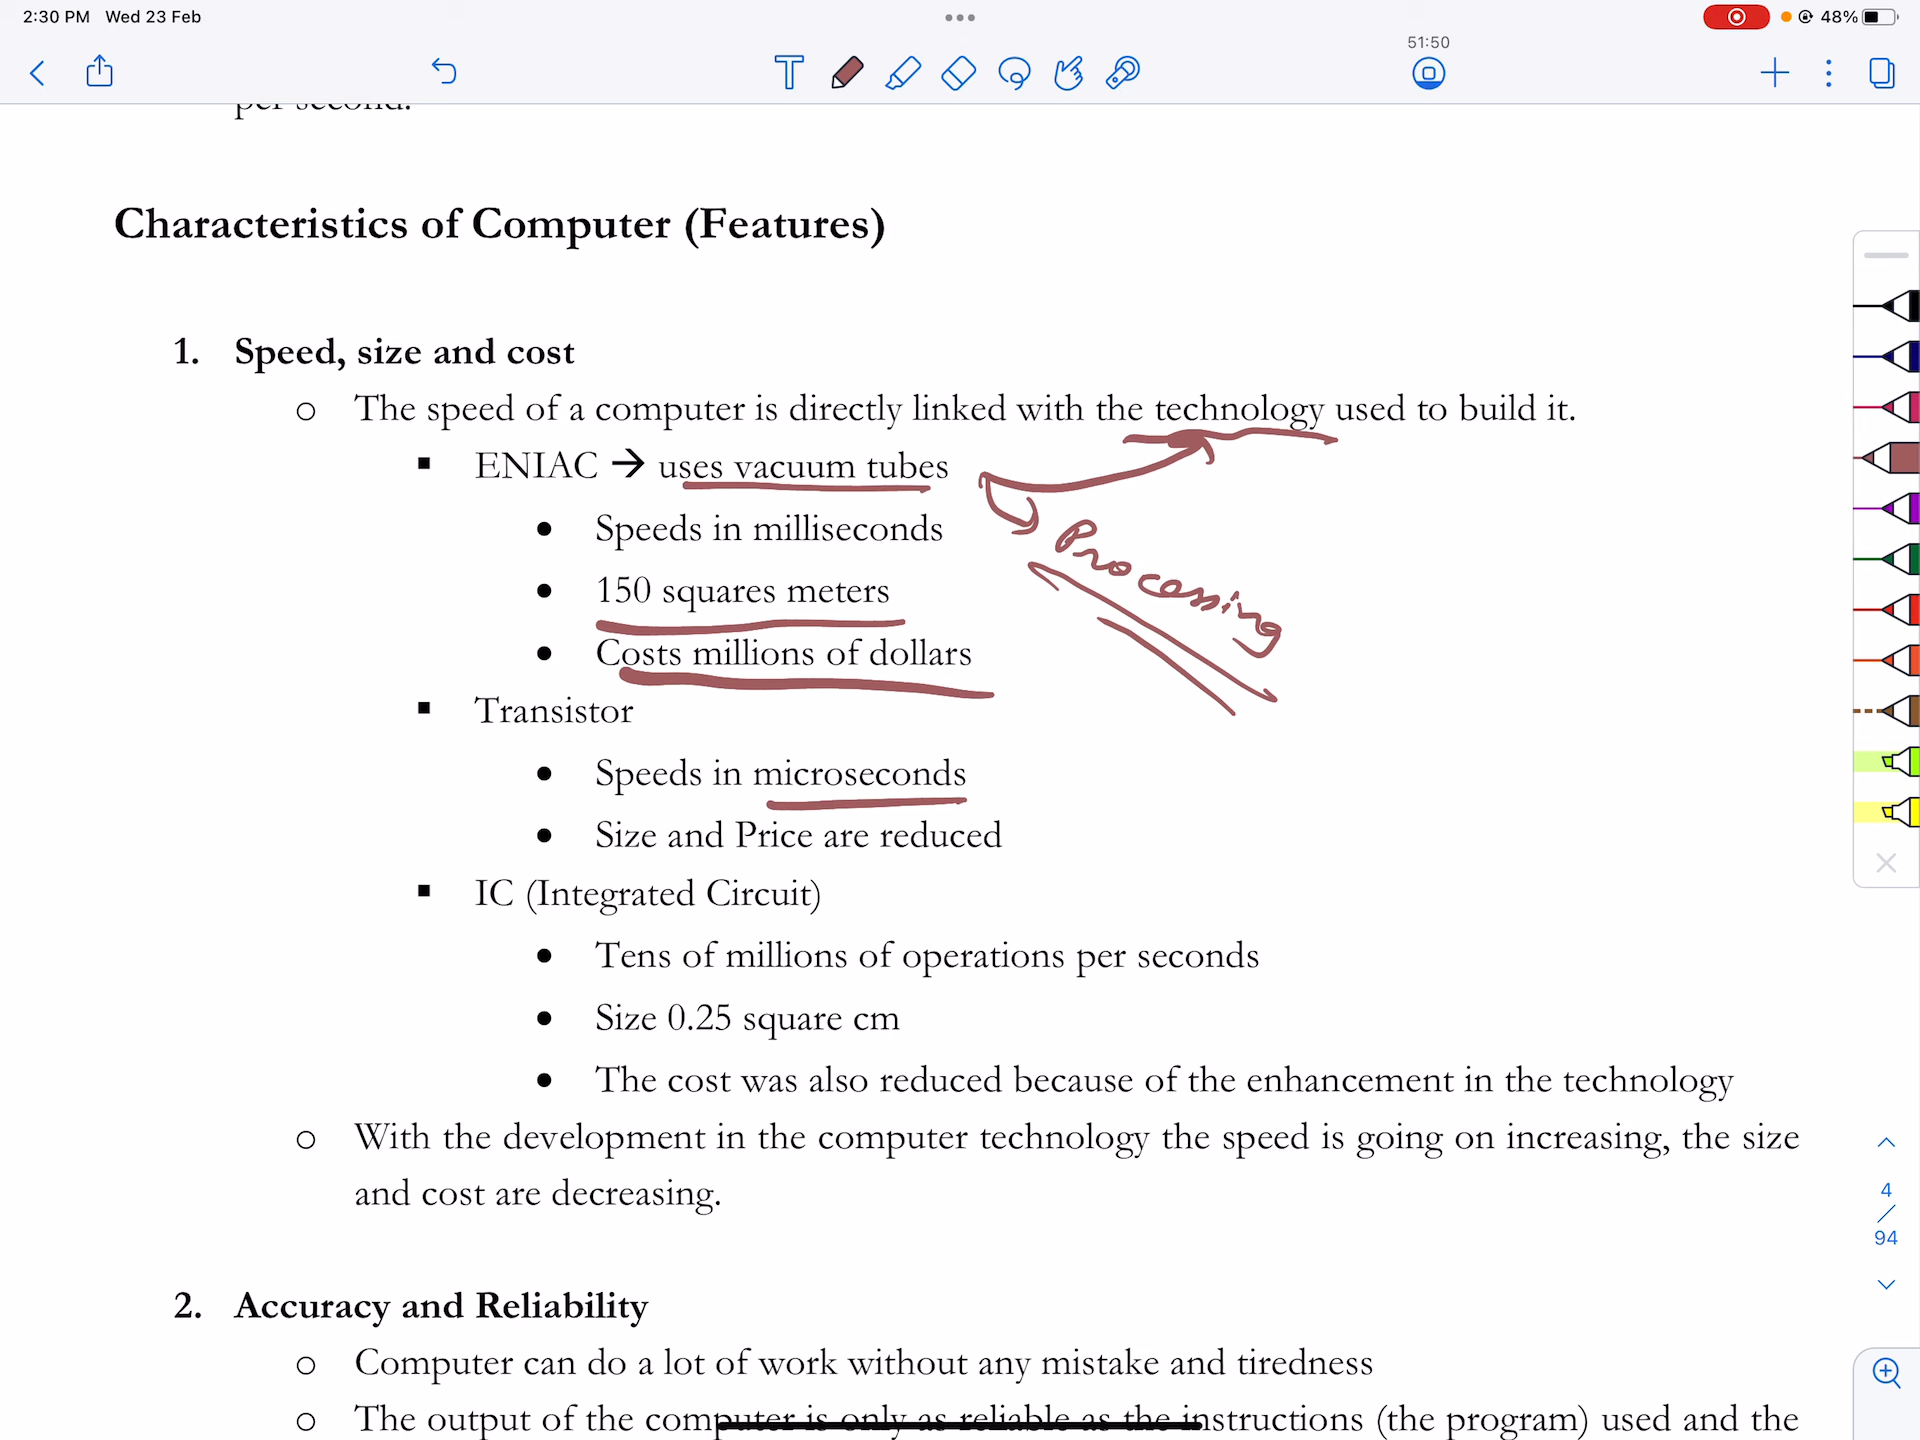 2:30 PM Wed 23 Feb
48%
51:50
per second.
Characteristics of Computer (Features)
1. Speed, size and cost
o The speed of a computer is directly linked with the technology used to build it.
▪ ENIAC → uses vacuum tubes
• Speeds in milliseconds
Processing
• 150 squares meters
• Costs millions of dollars
▪ Transistor
• Speeds in microseconds
• Size and Price are reduced
▪ IC (Integrated Circuit)
• Tens of millions of operations per seconds
• Size 0.25 square cm
• The cost was also reduced because of the enhancement in the technology
o With the development in the computer technology the speed is going on increasing, the size
and cost are decreasing.
4
/
94
2. Accuracy and Reliability
o Computer can do a lot of work without any mistake and tiredness
o The output of the computer is only as reliable as the instructions (the program) used and the